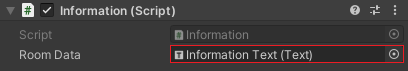 Information (Script)
Script Information
Room Data Information Text (Text)